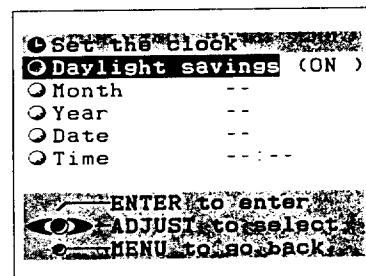 Set the clock
Daylight savings (ON )
Month --
Year --
Date --
Time --:--
ENTER to enter
ADJUST to select
MENU to go back